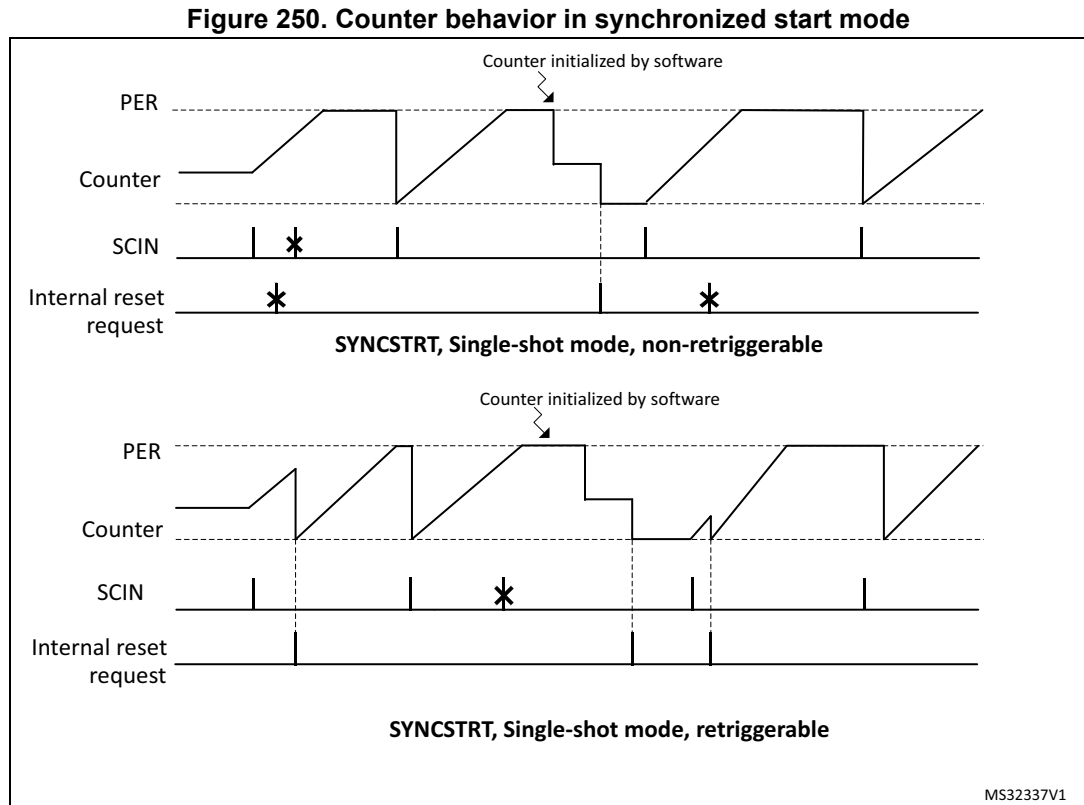 Figure 250. Counter behavior in synchronized start mode
Counter initialized by software
PER
Counter
SCIN
Internal reset
request
SYNCSTRT, Single-shot mode, non-retriggerable
Counter initialized by software
PER
Counter
SCIN
Internal reset
request
SYNCSTRT, Single-shot mode, retriggerable
MS32337V1